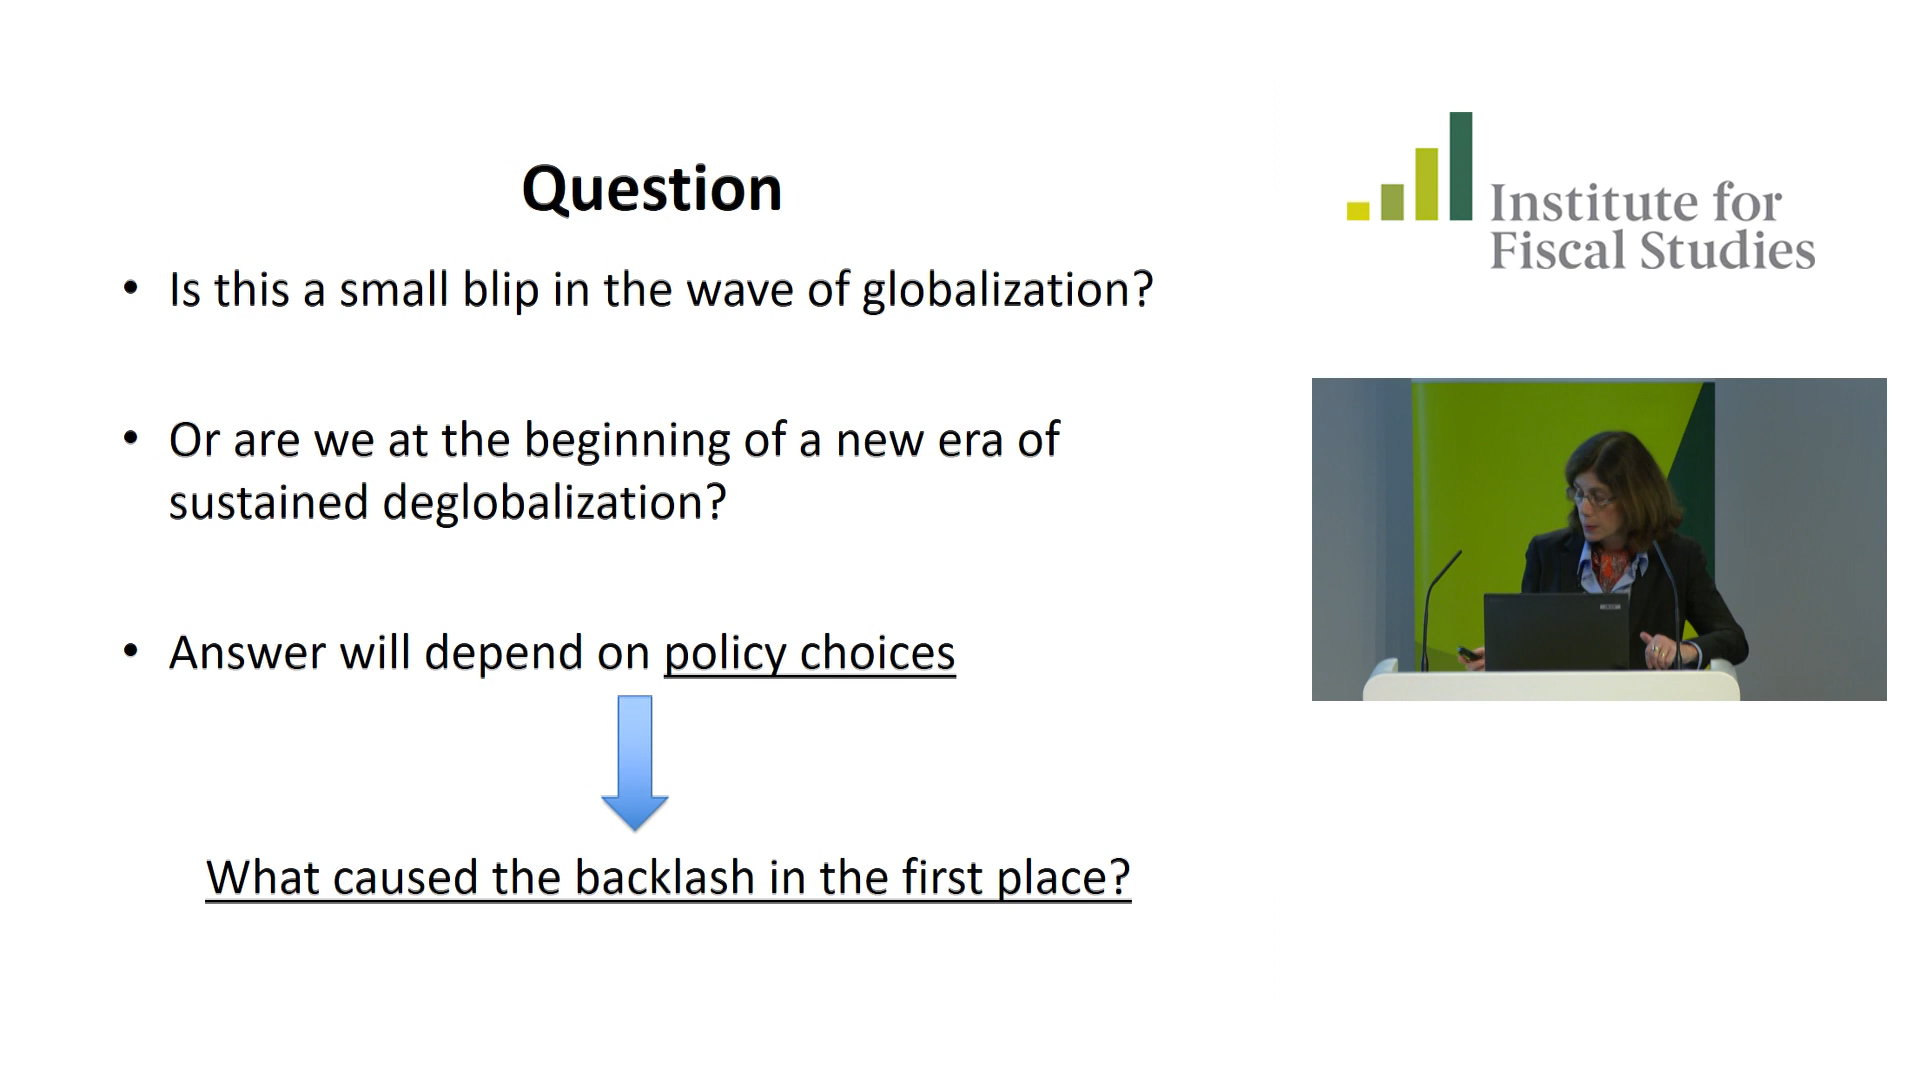 Question
• Is this a small blip in the wave of globalization?
• Or are we at the beginning of a new era of
sustained deglobalization?
• Answer will depend on policy choices
What caused the backlash in the first place?
Institute for
Fiscal Studies